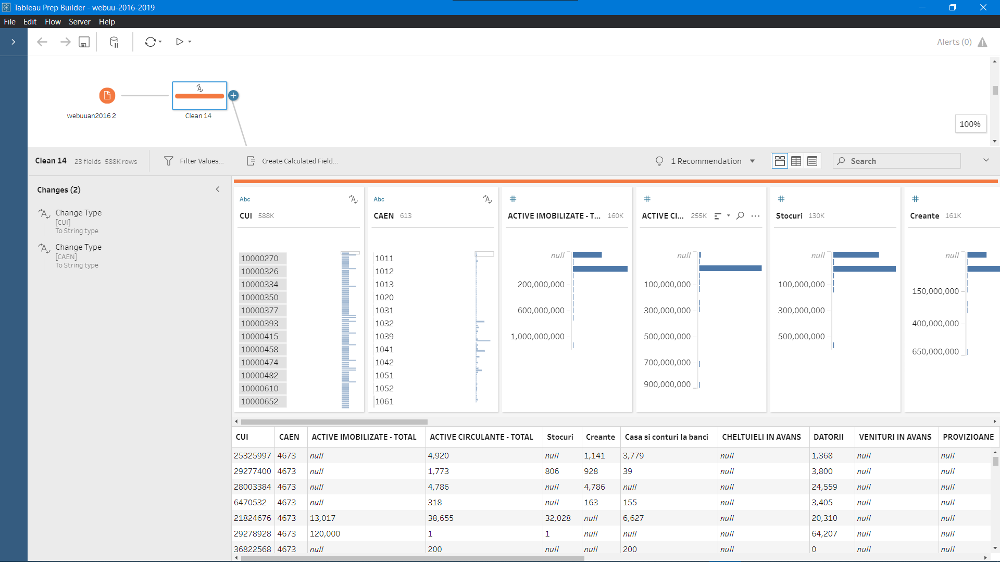 Tableau Prep Builder - webuu-2016-2019
File Edit Flow Server Help
Alerts (0)
webuuan2016 2
Clean 14
100%
Clean 14 23 fields 588K rows Filter Values... Create Calculated Field... 1 Recommendation Search
Changes (2)
Change Type
[CUI]
To String type
Change Type
[CAEN]
To String type
Abc
CUI 588K
10000270
10000326
10000334
10000350
10000377
10000393
10000415
10000458
10000474
10000482
10000610
10000652
Abc
CAEN 613
1011
1012
1013
1020
1031
1032
1039
1041
1042
1051
1052
1061
#
ACTIVE IMOBILIZATE - T... 160K
null
200,000,000
600,000,000
1,000,000,000
#
ACTIVE CI... 255K
null
100,000,000
300,000,000
500,000,000
700,000,000
900,000,000
#
Stocuri 130K
null
100,000,000
300,000,000
500,000,000
#
Creante 161K
null
150,000,000
400,000,000
650,000,000
CUI CAEN ACTIVE IMOBILIZATE - TOTAL ACTIVE CIRCULANTE - TOTAL Stocuri Creante Casa si conturi la banci CHELTUIELI IN AVANS DATORII VENITURI IN AVANS PROVIZIOANE
25325997 4673 null 4,920 null 1,141 3,779 null 1,368 null null
29277400 4673 null 1,773 806 928 39 null 3,800 null null
28003384 4673 null 4,786 null 4,786 null null 24,559 null null
6470532 4673 null 318 null 163 155 null 3,405 null null
21824676 4673 13,017 38,655 32,028 null 6,627 null 20,310 null null
29278928 4673 120,000 1 1 null null null 64,207 null null
36822568 4673 null 200 null null 200 null 0 null null